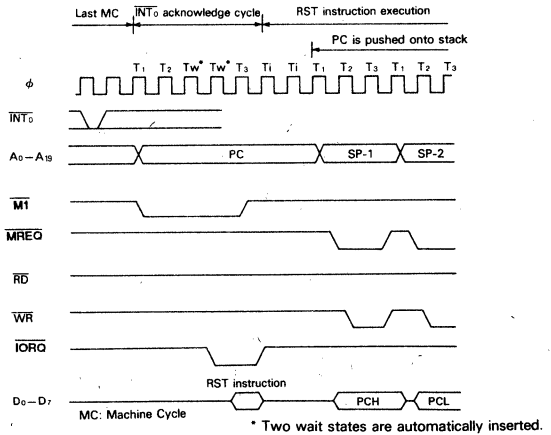 Last MC INT0 acknowledge cycle RST instruction execution
PC is pushed onto stack
T1 T2 Tw* Tw* T3 Ti Ti T1 T2 T3 T1 T2 T3
φ
INT0
A0–A19 PC SP-1 SP-2
M1
MREQ
RD
WR
IORQ
RST instruction
D0–D7 PCH PCL
MC: Machine Cycle
* Two wait states are automatically inserted.